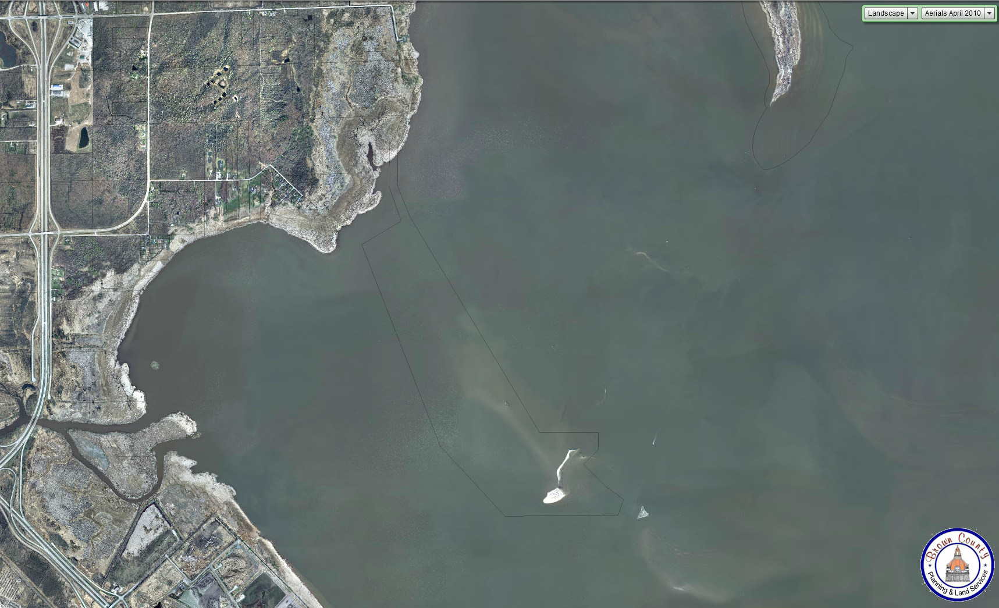 Landscape
Aerials April 2010
Brown County
Planning & Land Services